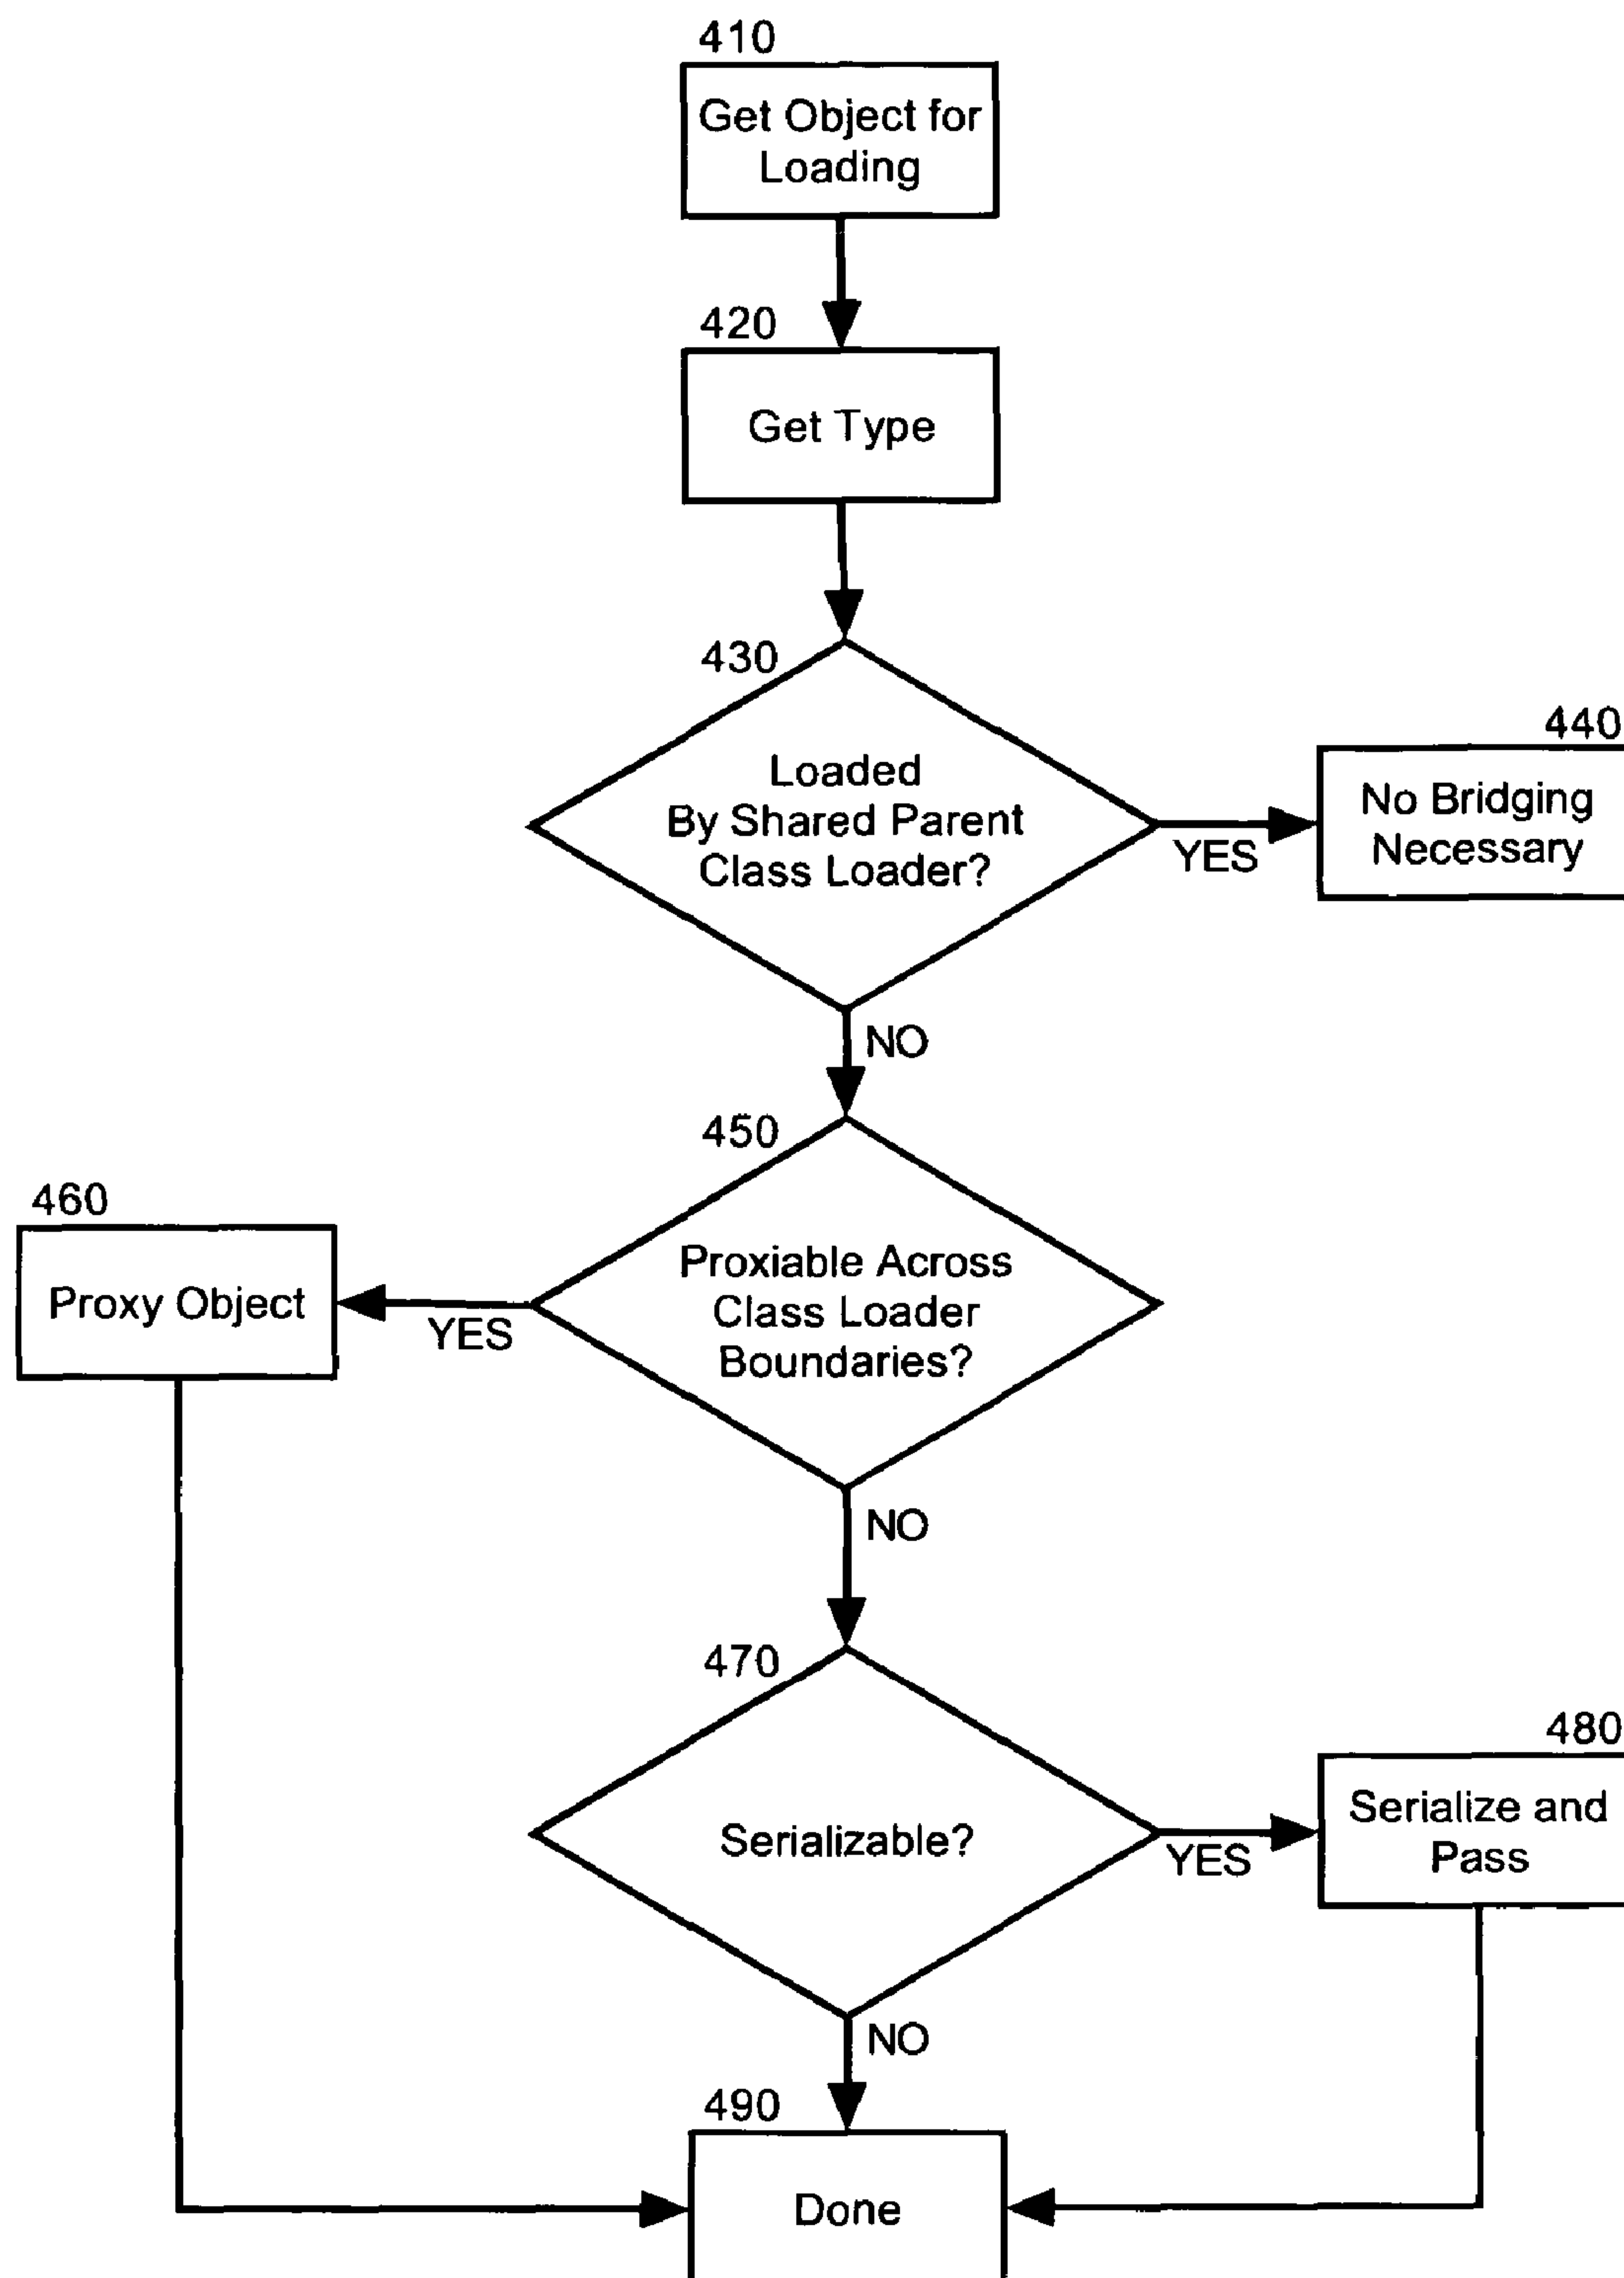 410
Get Object for
Loading
420
Get Type
430
Loaded
By Shared Parent
Class Loader?
YES
440
No Bridging
Necessary
NO
450
Proxiable Across
Class Loader
Boundaries?
YES
460
Proxy Object
NO
470
Serializable?
YES
480
Serialize and
Pass
NO
490
Done